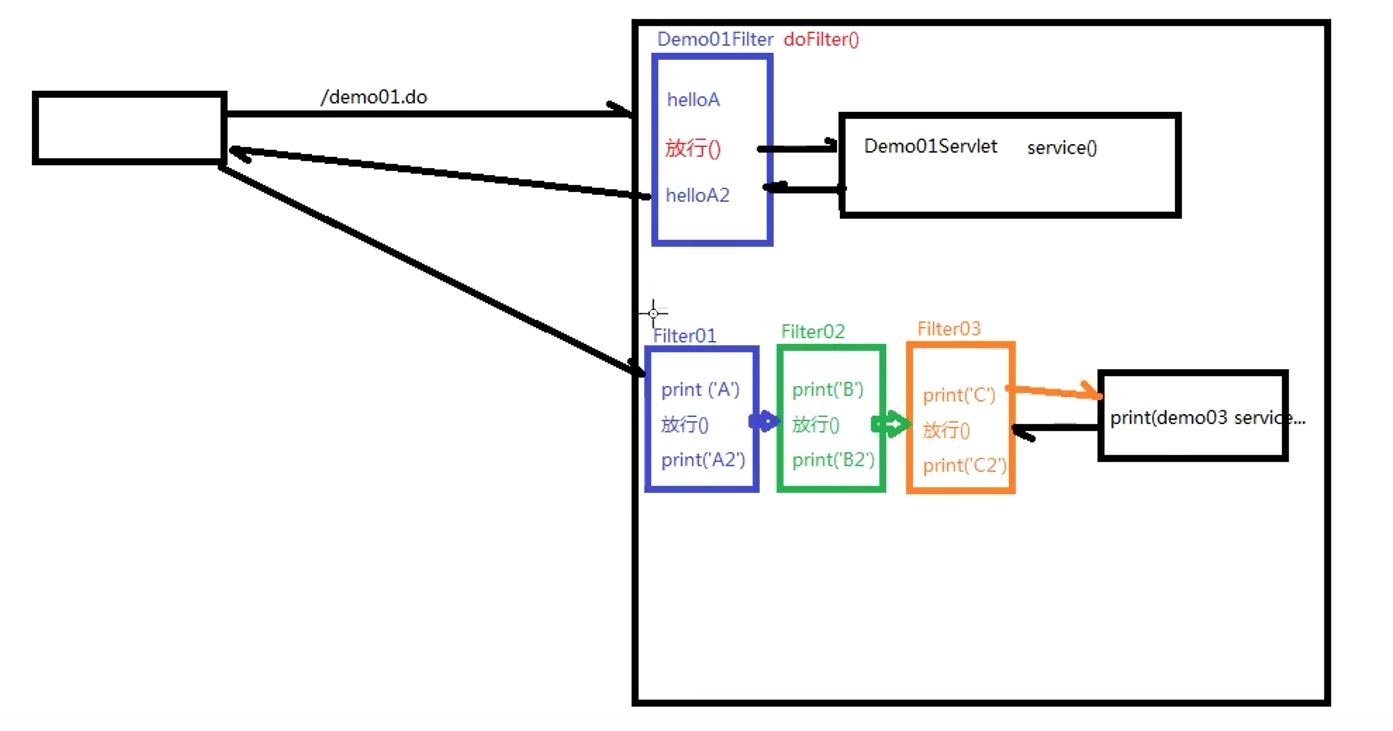 /demo01.do
Demo01Filter doFilter()
helloA
放行()
helloA2
Demo01Servlet service()
Filter01
print ('A')
放行()
print('A2')
Filter02
print('B')
放行()
print('B2')
Filter03
print('C')
放行()
print('C2')
print(demo03 service...